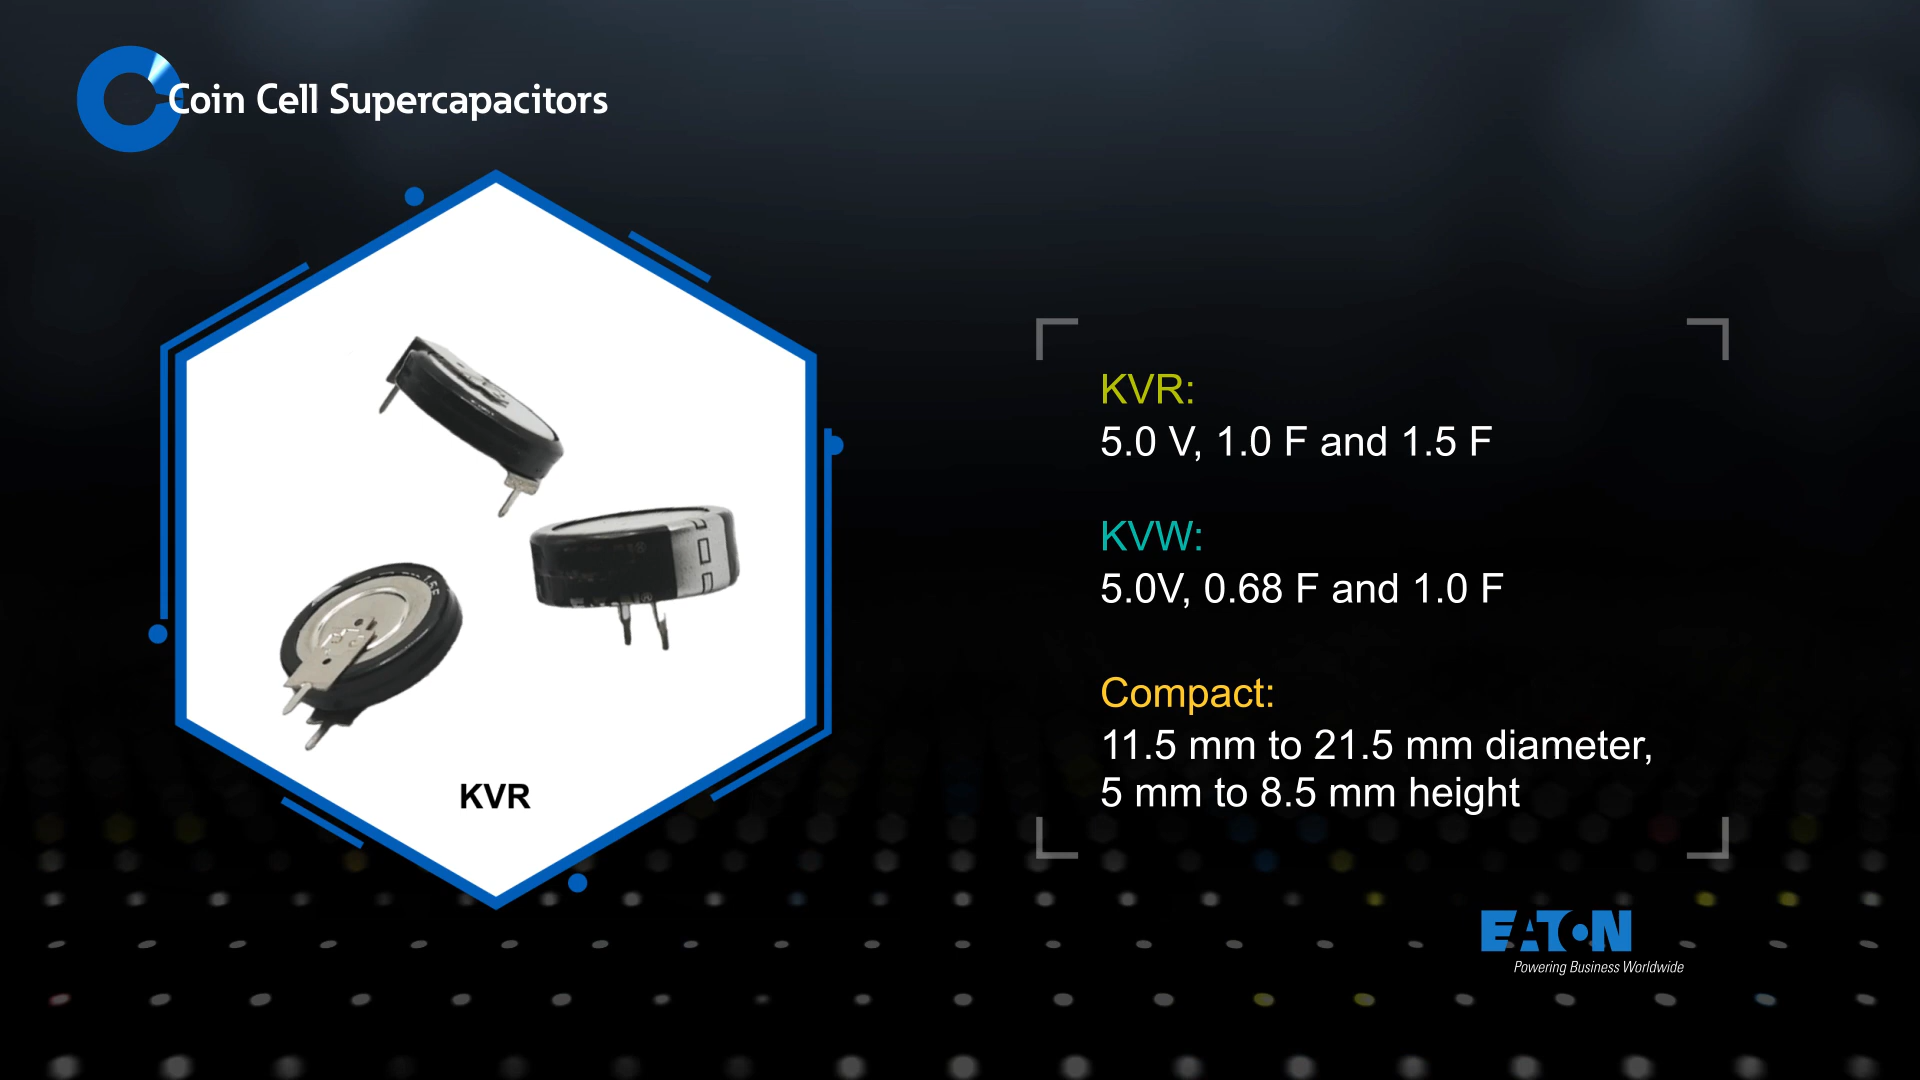 Coin Cell Supercapacitors
KVR
KVR:
5.0 V, 1.0 F and 1.5 F
KVW:
5.0V, 0.68 F and 1.0 F
Compact:
11.5 mm to 21.5 mm diameter,
5 mm to 8.5 mm height
EATON
Powering Business Worldwide